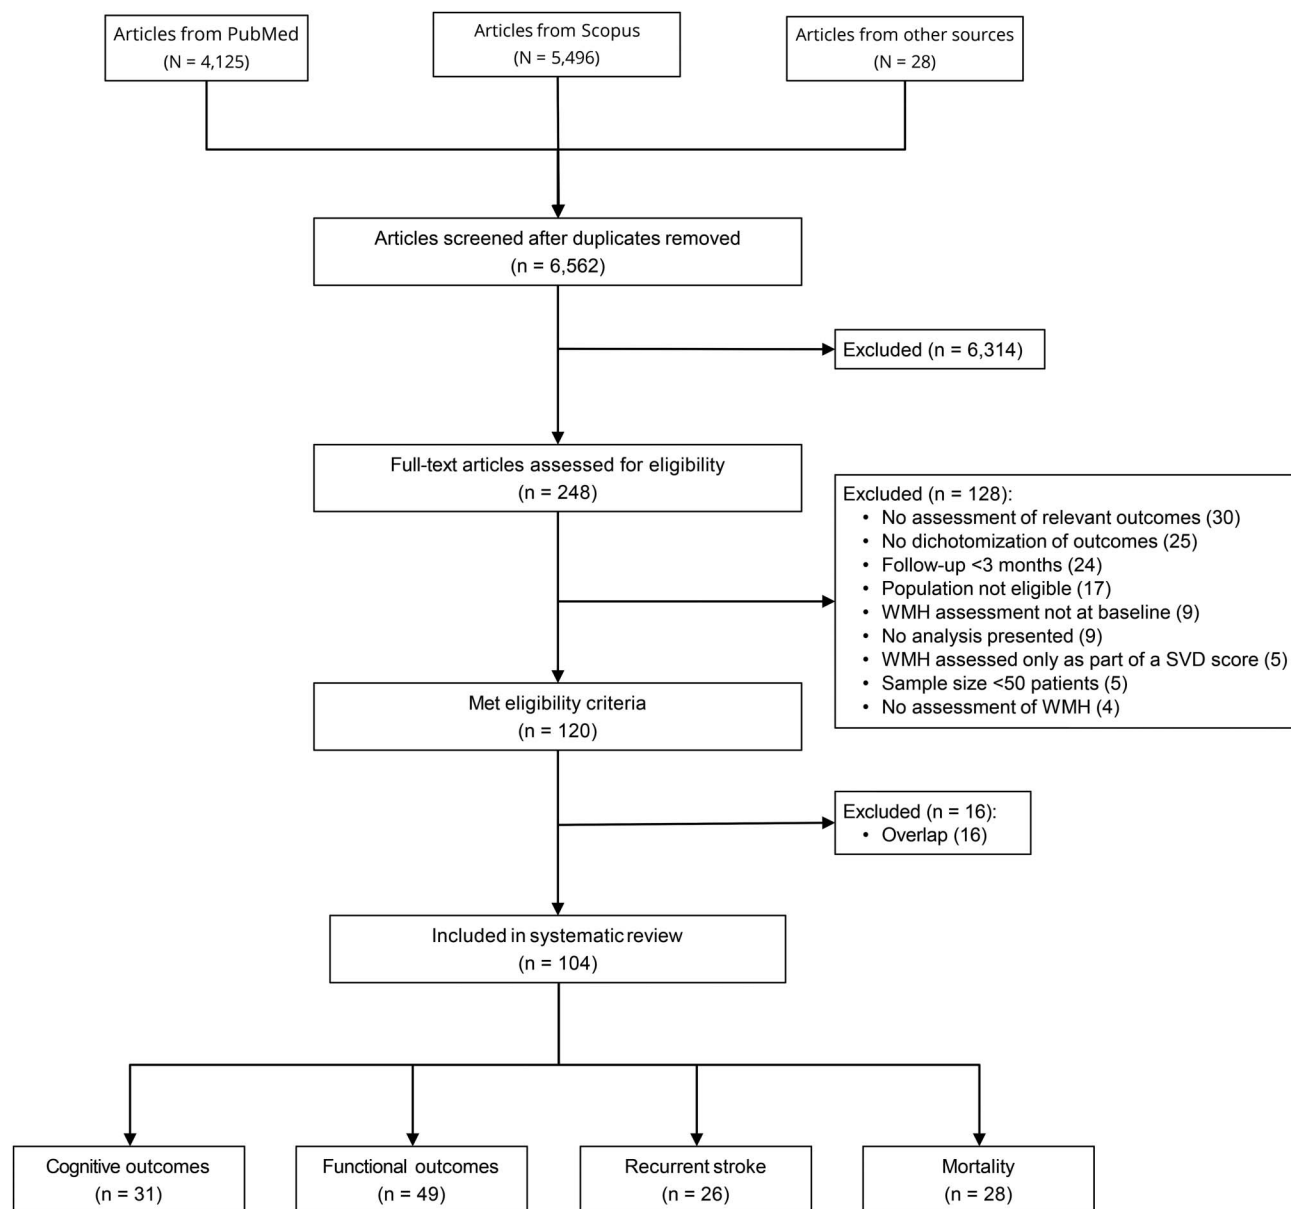 Articles from PubMed
(N = 4,125)
Articles from Scopus
(N = 5,496)
Articles from other sources
(N = 28)
Articles screened after duplicates removed
(n = 6,562)
Excluded (n = 6,314)
Full-text articles assessed for eligibility
(n = 248)
Excluded (n = 128):
• No assessment of relevant outcomes (30)
• No dichotomization of outcomes (25)
• Follow-up <3 months (24)
• Population not eligible (17)
• WMH assessment not at baseline (9)
• No analysis presented (9)
• WMH assessed only as part of a SVD score (5)
• Sample size <50 patients (5)
• No assessment of WMH (4)
Met eligibility criteria
(n = 120)
Excluded (n = 16):
• Overlap (16)
Included in systematic review
(n = 104)
Cognitive outcomes
(n = 31)
Functional outcomes
(n = 49)
Recurrent stroke
(n = 26)
Mortality
(n = 28)